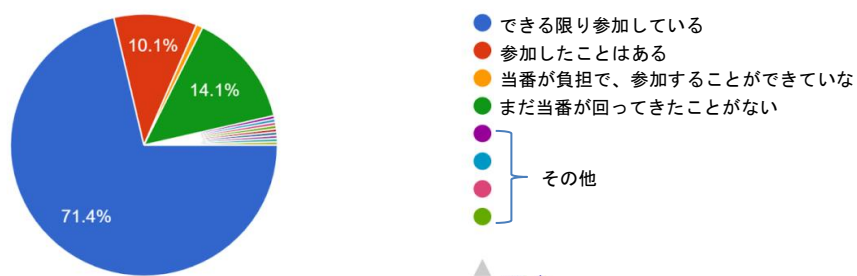 10.1%
14.1%
71.4%
できる限り参加している
参加したことはある
当番が負担で、参加することができていな
まだ当番が回ってきたことがない
その他